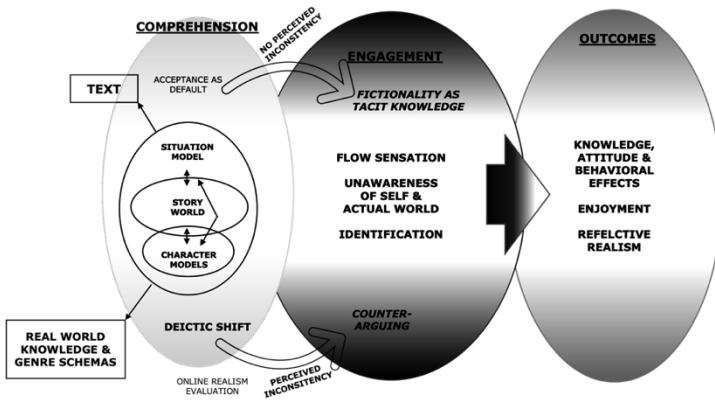 COMPREHENSION
NO PERCEIVED
INCONSITENCY
ENGAGEMENT
OUTCOMES
ACCEPTANCE AS
DEFAULT
FICTIONALITY AS
TACIT KNOWLEDGE
TEXT
SITUATION
MODEL
STORY
WORLD
CHARACTER
MODELS
FLOW SENSATION
UNAWARENESS
OF SELF &
ACTUAL WORLD
IDENTIFICATION
KNOWLEDGE,
ATTITUDE &
BEHAVIORAL
EFFECTS
ENJOYMENT
REFELCTIVE
REALISM
REAL WORLD
KNOWLEDGE &
GENRE SCHEMAS
DEICTIC SHIFT
COUNTER-
ARGUING
ONLINE REALISM
EVALUATION
PERCEIVED
INCONSITENCY